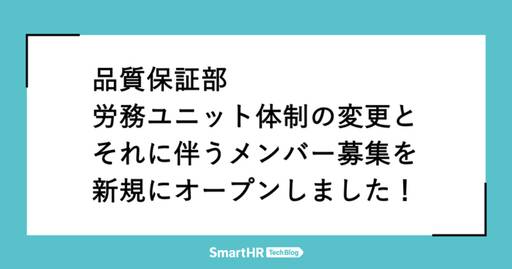 品質保証部
労務ユニット体制の変更と
それに伴うメンバー募集を
新規にオープンしました！
SmartHR Tech Blog